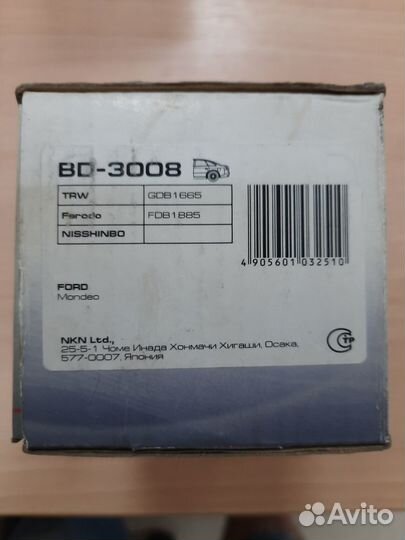 BD-3008
TRW GDB1665
Ferodo FDB1885
NISSHINBO
4 905601 032510
FORD
Mondeo
NKN Ltd.,
25-5-1 Чоме Инада Хонмачи Хигаши, Осака,
577-0007, Япония
С ТР
Avito